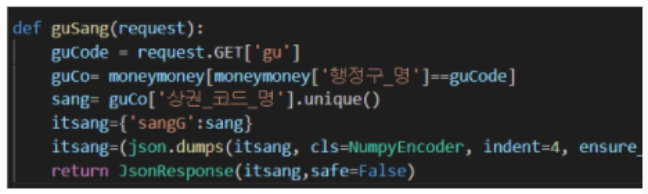 def guSang(request):
guCode = request.GET['gu']
guCo= moneymoney[moneymoney['행정구_명']==guCode]
sang= guCo['상권_코드_명'].unique()
itsang={'sangG':sang}
itsang=(json.dumps(itsang, cls=NumpyEncoder, indent=4, ensure_
return JsonResponse(itsang,safe=False)